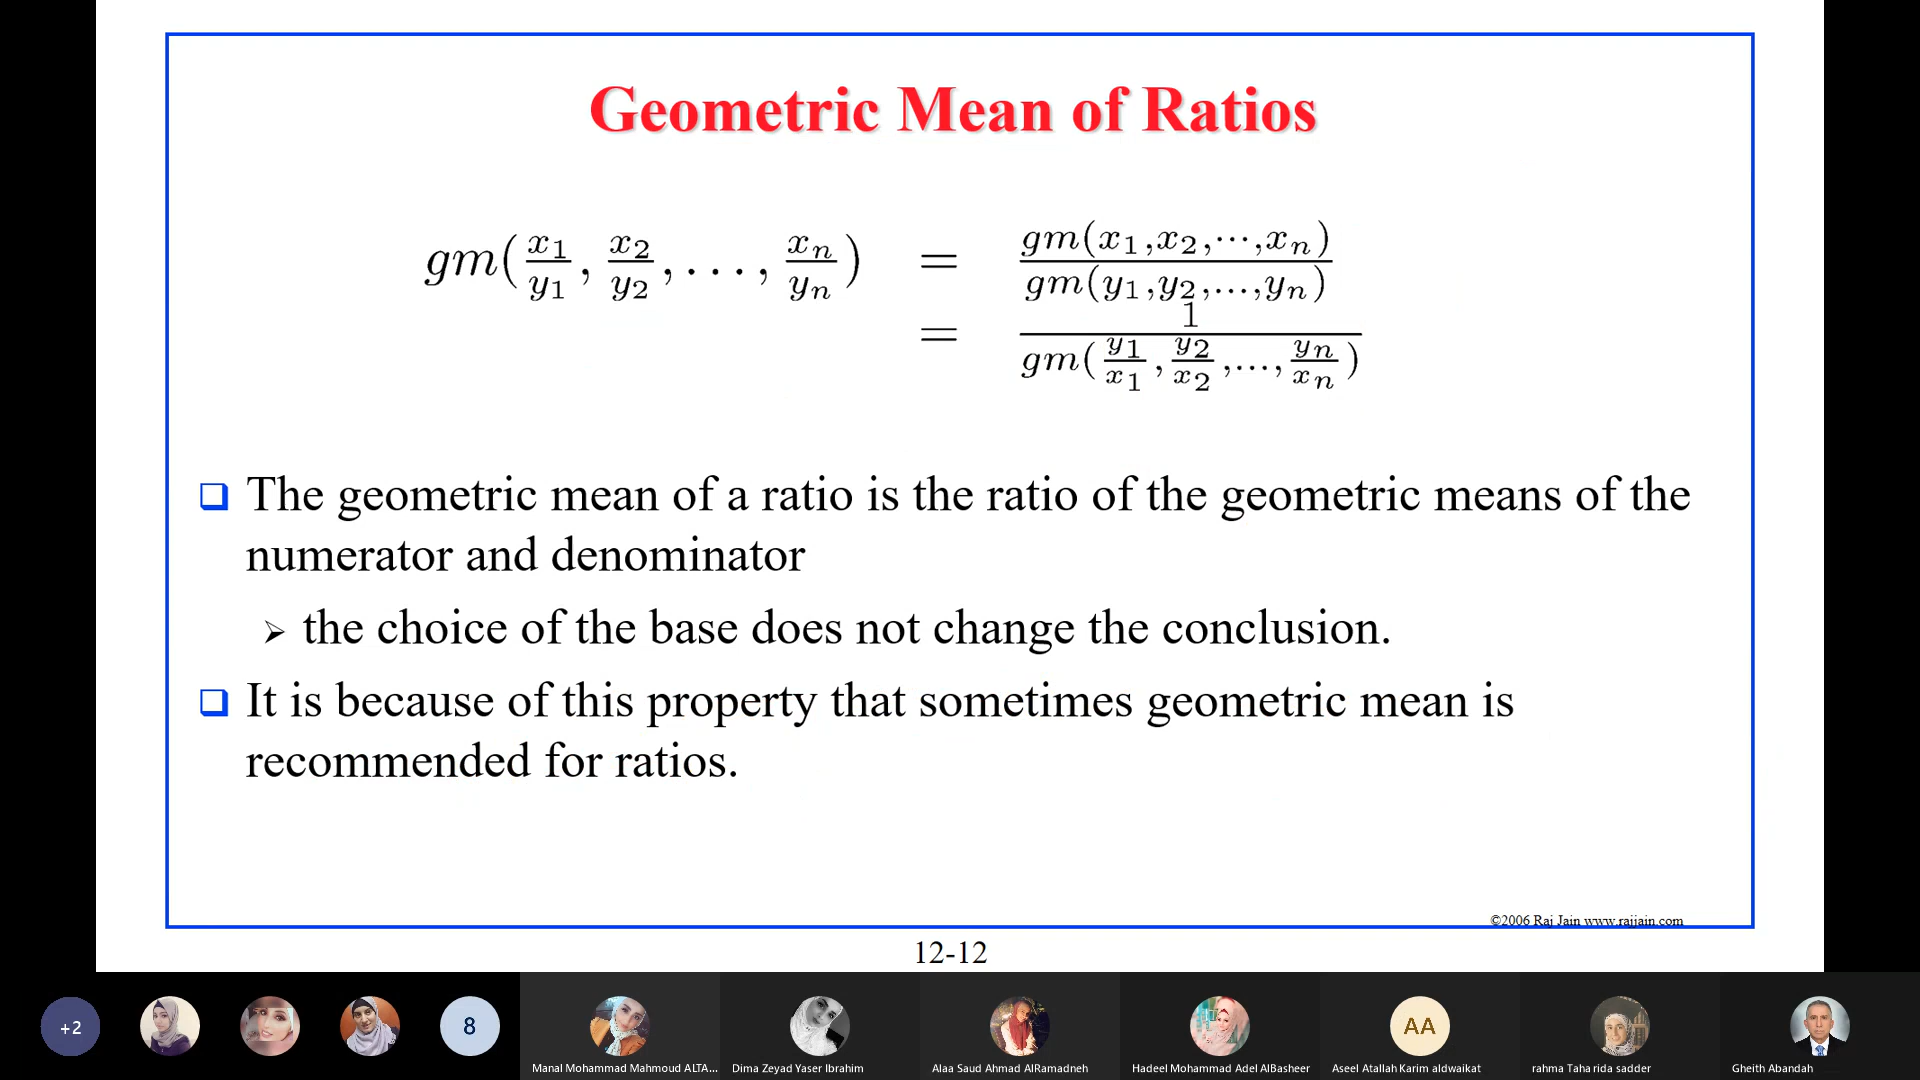 Geometric Mean of Ratios
gm(x1/y1, x2/y2, ..., xn/yn) = gm(x1,x2,⋯,xn)/gm(y1,y2,...,yn)
= 1/gm(y1/x1, y2/x2,..., yn/xn)
The geometric mean of a ratio is the ratio of the geometric means of the
numerator and denominator
the choice of the base does not change the conclusion.
It is because of this property that sometimes geometric mean is
recommended for ratios.
©2006 Raj Jain www.rajjain.com
12-12
+2
8
AA
Manal Mohammad Mahmoud ALTA...
Dima Zeyad Yaser Ibrahim
Alaa Saud Ahmad AlRamadneh
Hadeel Mohammad Adel AlBasheer
Aseel Atallah Karim aldwaikat
rahma Taha rida sadder
Gheith Abandah